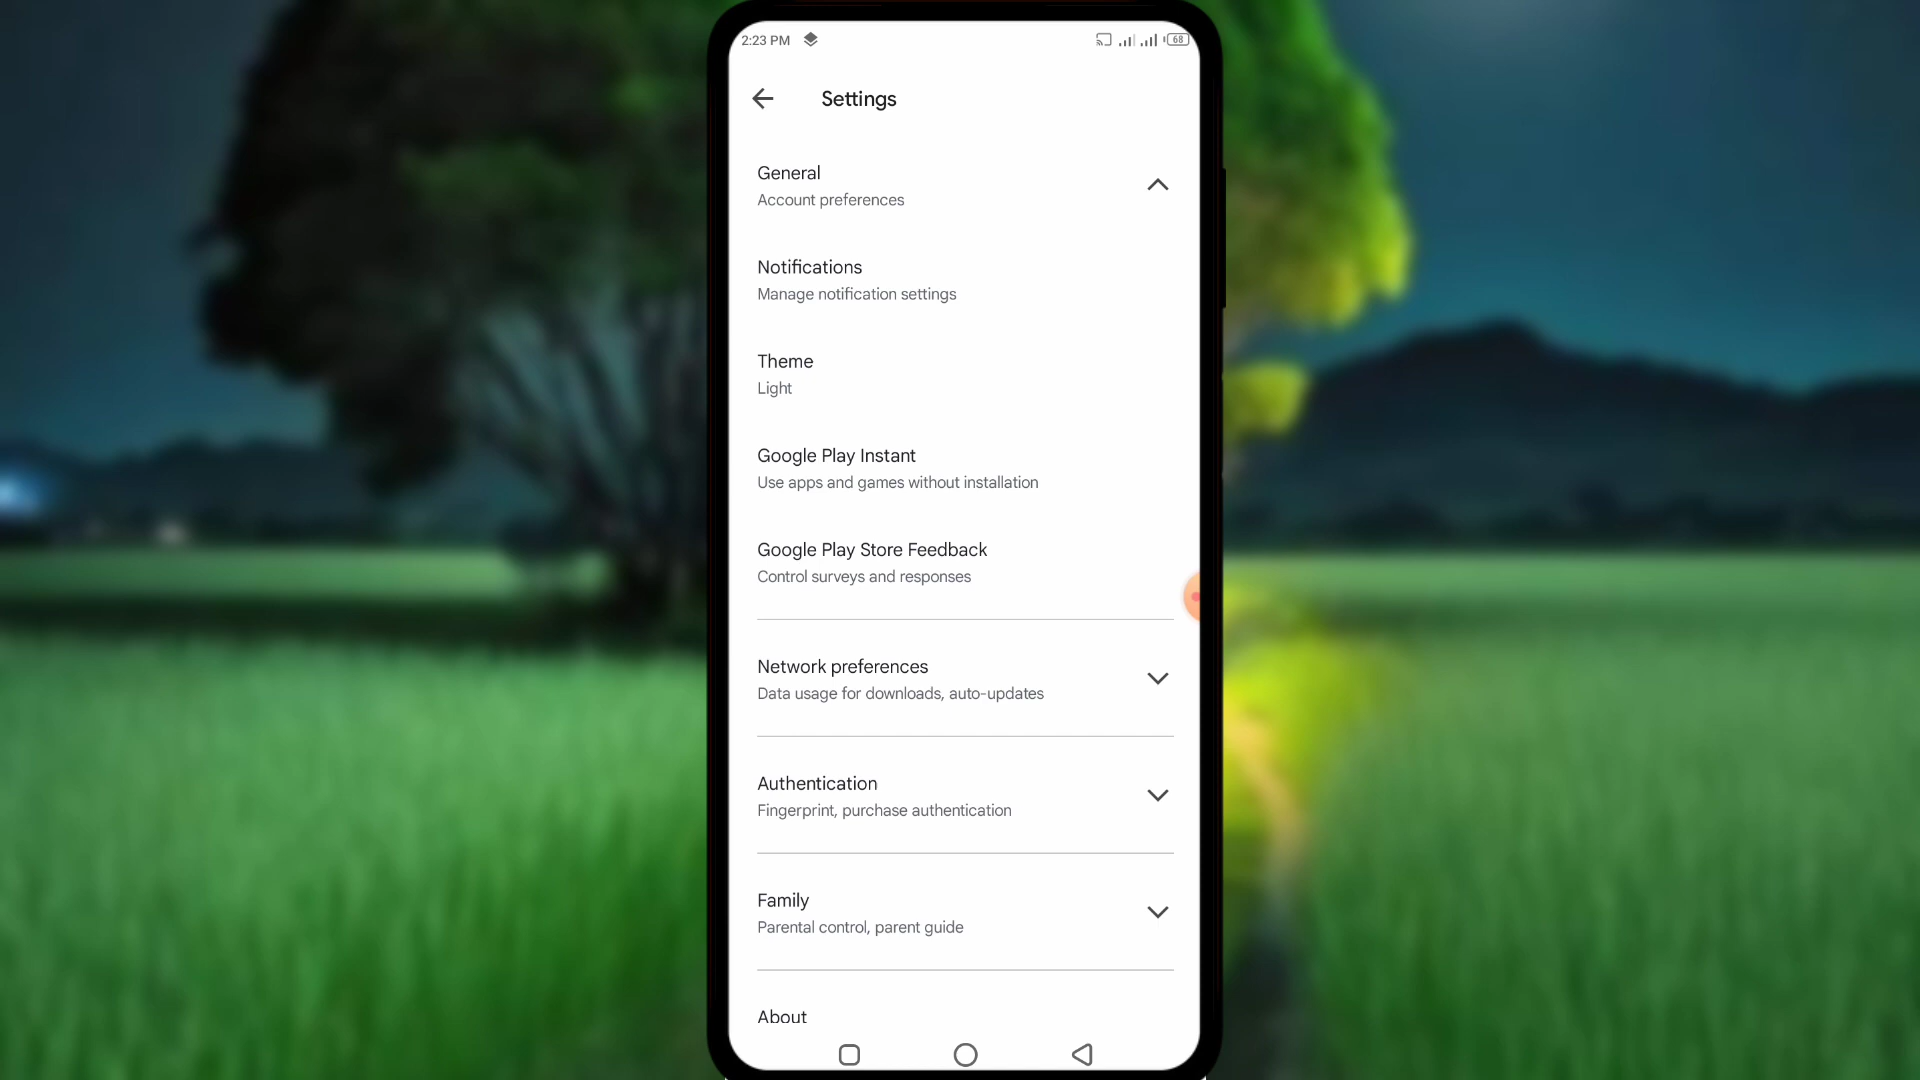 2:23 PM
68
Settings
General
Account preferences
Notifications
Manage notification settings
Theme
Light
Google Play Instant
Use apps and games without installation
Google Play Store Feedback
Control surveys and responses
Network preferences
Data usage for downloads, auto-updates
Authentication
Fingerprint, purchase authentication
Family
Parental control, parent guide
About